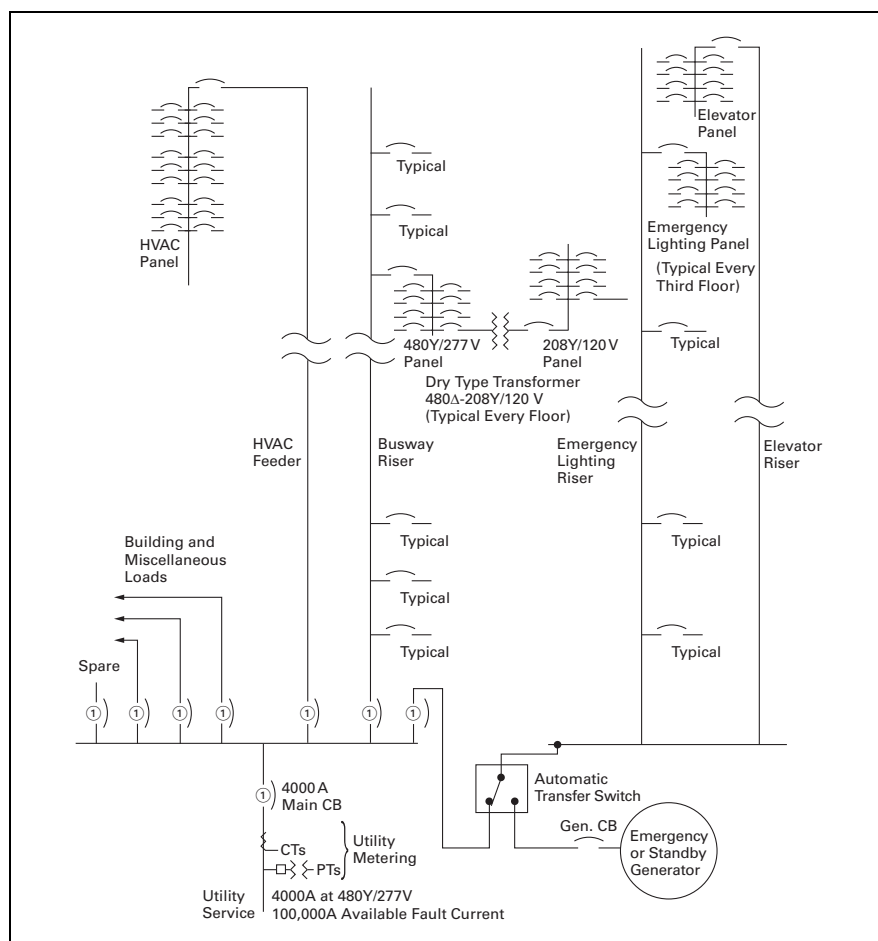 Elevator
Panel
Typical
Typical
HVAC
Panel
Emergency
Lighting Panel
(Typical Every
Third Floor)
480Y/277 V
Panel
208Y/120 V
Panel
Typical
Dry Type Transformer
480Δ-208Y/120 V
(Typical Every Floor)
HVAC
Feeder
Busway
Riser
Emergency
Lighting
Riser
Elevator
Riser
Building and
Miscellaneous
Loads
Typical
Typical
Typical
Typical
Typical
Spare
1
1
1
1
1
1
1
1
4000A
Main CB
Automatic
Transfer Switch
Gen. CB
Emergency
or Standby
Generator
CTs
PTs
Utility
Metering
Utility
Service
4000A at 480Y/277V
100,000A Available Fault Current